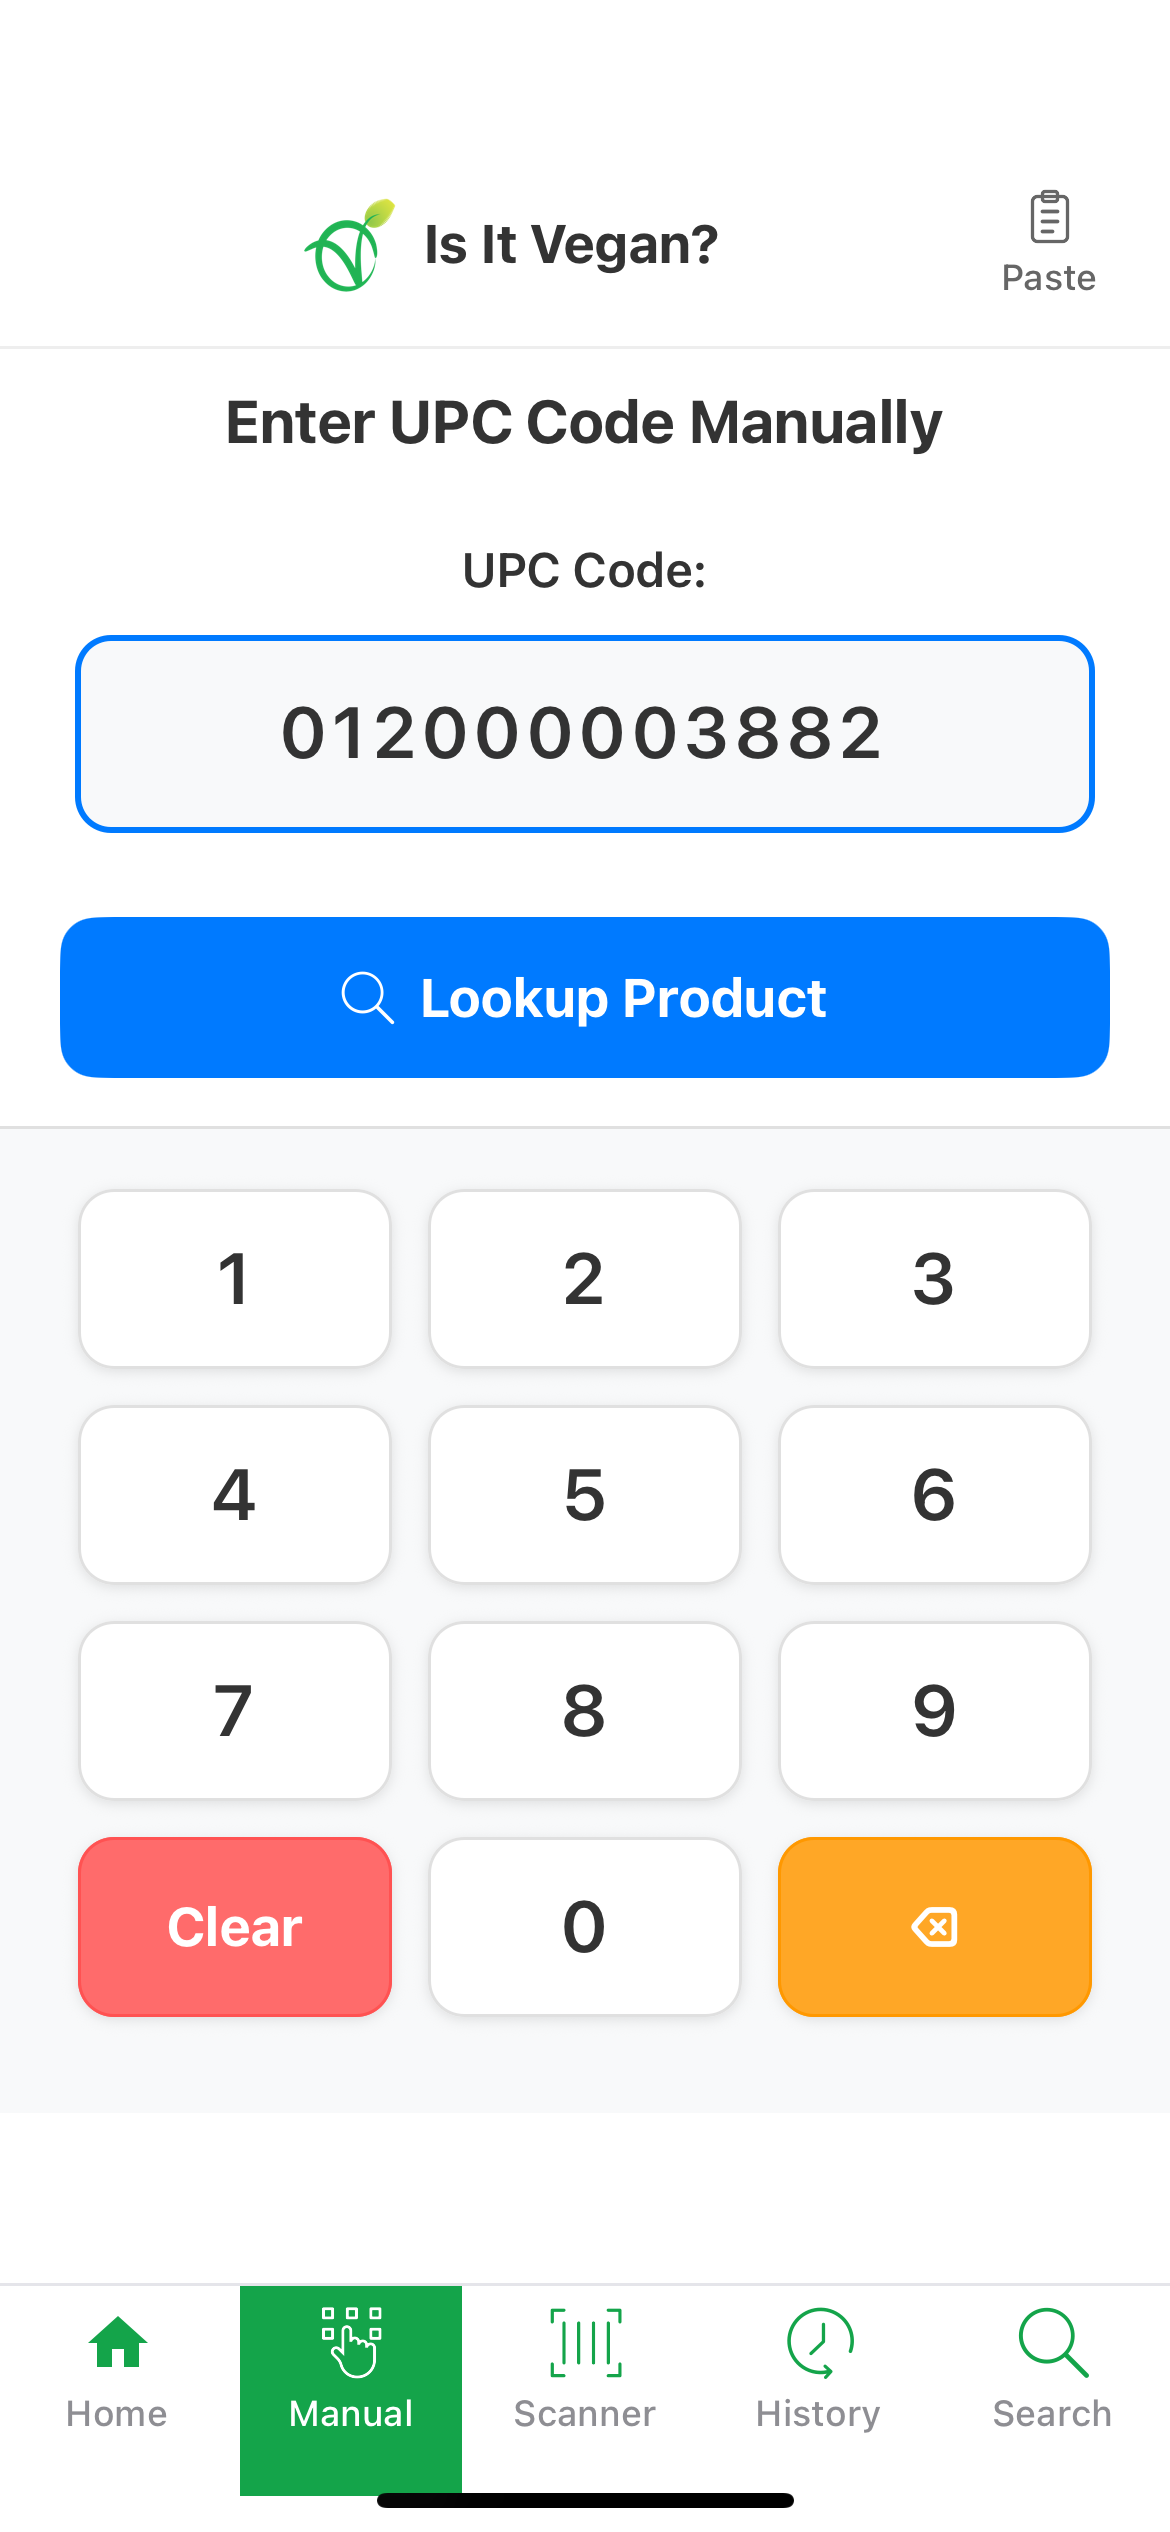 Is It Vegan?
Paste
Enter UPC Code Manually
UPC Code:
012000003882
Lookup Product
1 2 3
4 5 6
7 8 9
Clear 0
Home Manual Scanner History Search